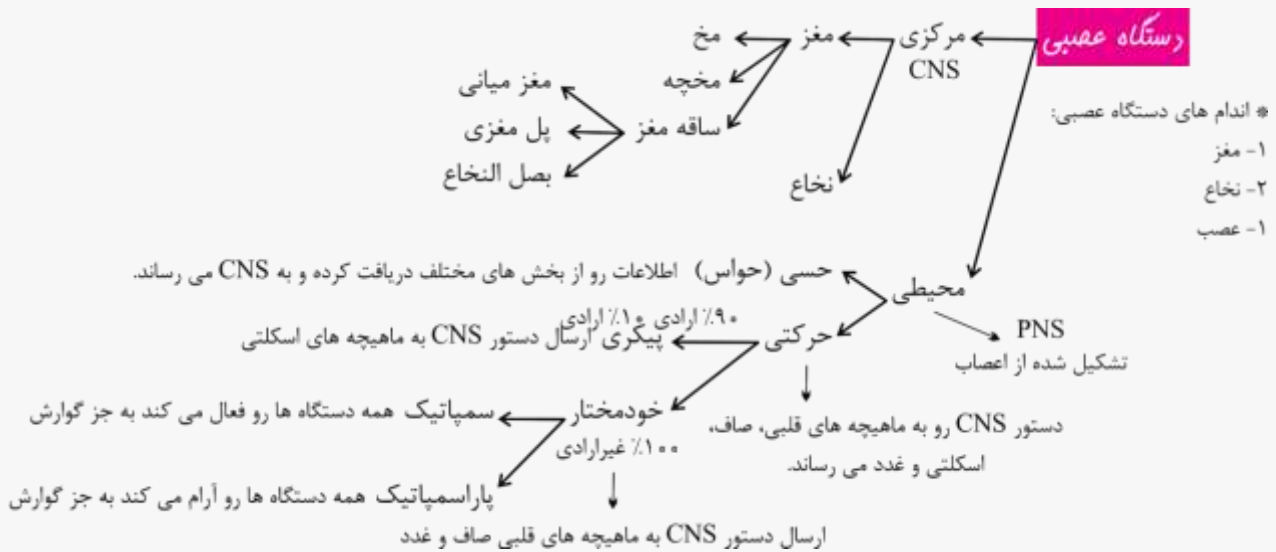 دستگاه عصبی
مرکزی
CNS
مغز
مخ
مخچه
ساقه مغز
مغز میانی
پل مغزی
بصل النخاع
نخاع
* اندام های دستگاه عصبی:
۱- مغز
۲- نخاع
۱- عصب
محیطی
PNS
تشکیل شده از اعصاب
حسی (حواس) اطلاعات رو از بخش های مختلف دریافت کرده و به CNS می رساند.
حرکتی
دستور CNS رو به ماهیچه های قلبی، صاف،
اسکلتی و غدد می رساند.
۹۰٪ ارادی ۱۰٪ ارادی
پیکری ارسال دستور CNS به ماهیچه های اسکلتی
خودمختار
۱۰۰٪ غیرارادی
سمپاتیک همه دستگاه ها رو فعال می کند به جز گوارش
پاراسمپاتیک همه دستگاه ها رو آرام می کند به جز گوارش
ارسال دستور CNS به ماهیچه های قلبی صاف و غدد